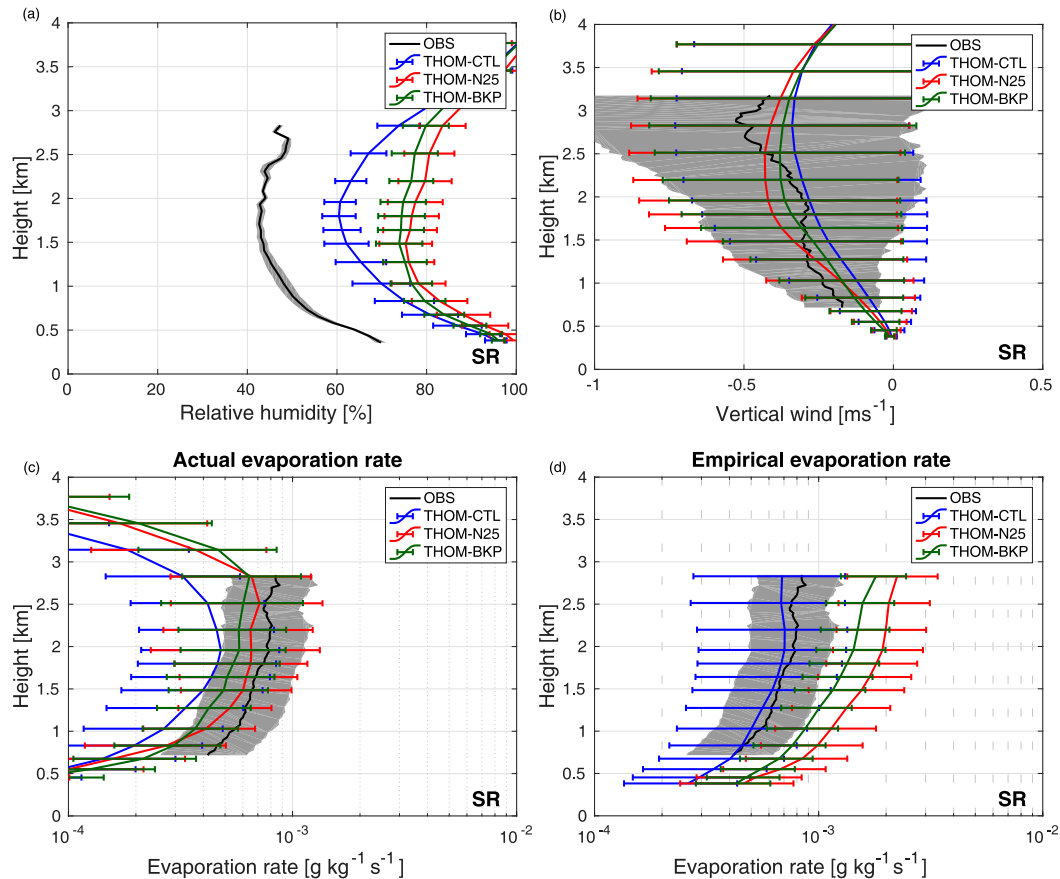 (a)
4
3.5
3
2.5
2
1.5
1
0.5
0
Height [km]
OBS
THOM-CTL
THOM-N25
THOM-BKP
SR
0 20 40 60 80 100
Relative humidity [%]
(b)
4
3.5
3
2.5
2
1.5
1
0.5
0
Height [km]
OBS
THOM-CTL
THOM-N25
THOM-BKP
SR
-1 -0.5 0 0.5
Vertical wind [ms⁻¹]
(c)
Actual evaporation rate
4
3.5
3
2.5
2
1.5
1
0.5
0
Height [km]
OBS
THOM-CTL
THOM-N25
THOM-BKP
SR
10⁻⁴ 10⁻³ 10⁻²
Evaporation rate [g kg⁻¹ s⁻¹]
(d)
Empirical evaporation rate
4
3.5
3
2.5
2
1.5
1
0.5
0
Height [km]
OBS
THOM-CTL
THOM-N25
THOM-BKP
SR
10⁻⁴ 10⁻³ 10⁻²
Evaporation rate [g kg⁻¹ s⁻¹]